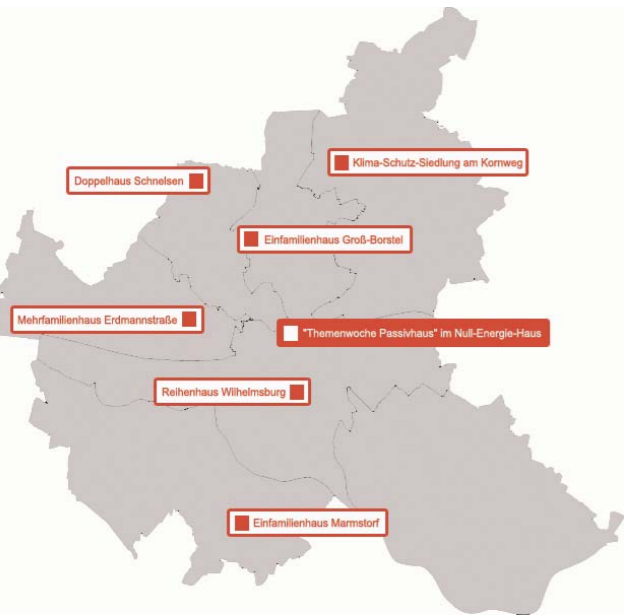 Klima-Schutz-Siedlung am Kornweg
Doppelhaus Schnelsen
Einfamilienhaus Groß-Borstel
Mehrfamilienhaus Erdmannstraße
"Themenwoche Passivhaus" im Null-Energie-Haus
Reihenhaus Wilhelmsburg
Einfamilienhaus Marmstorf